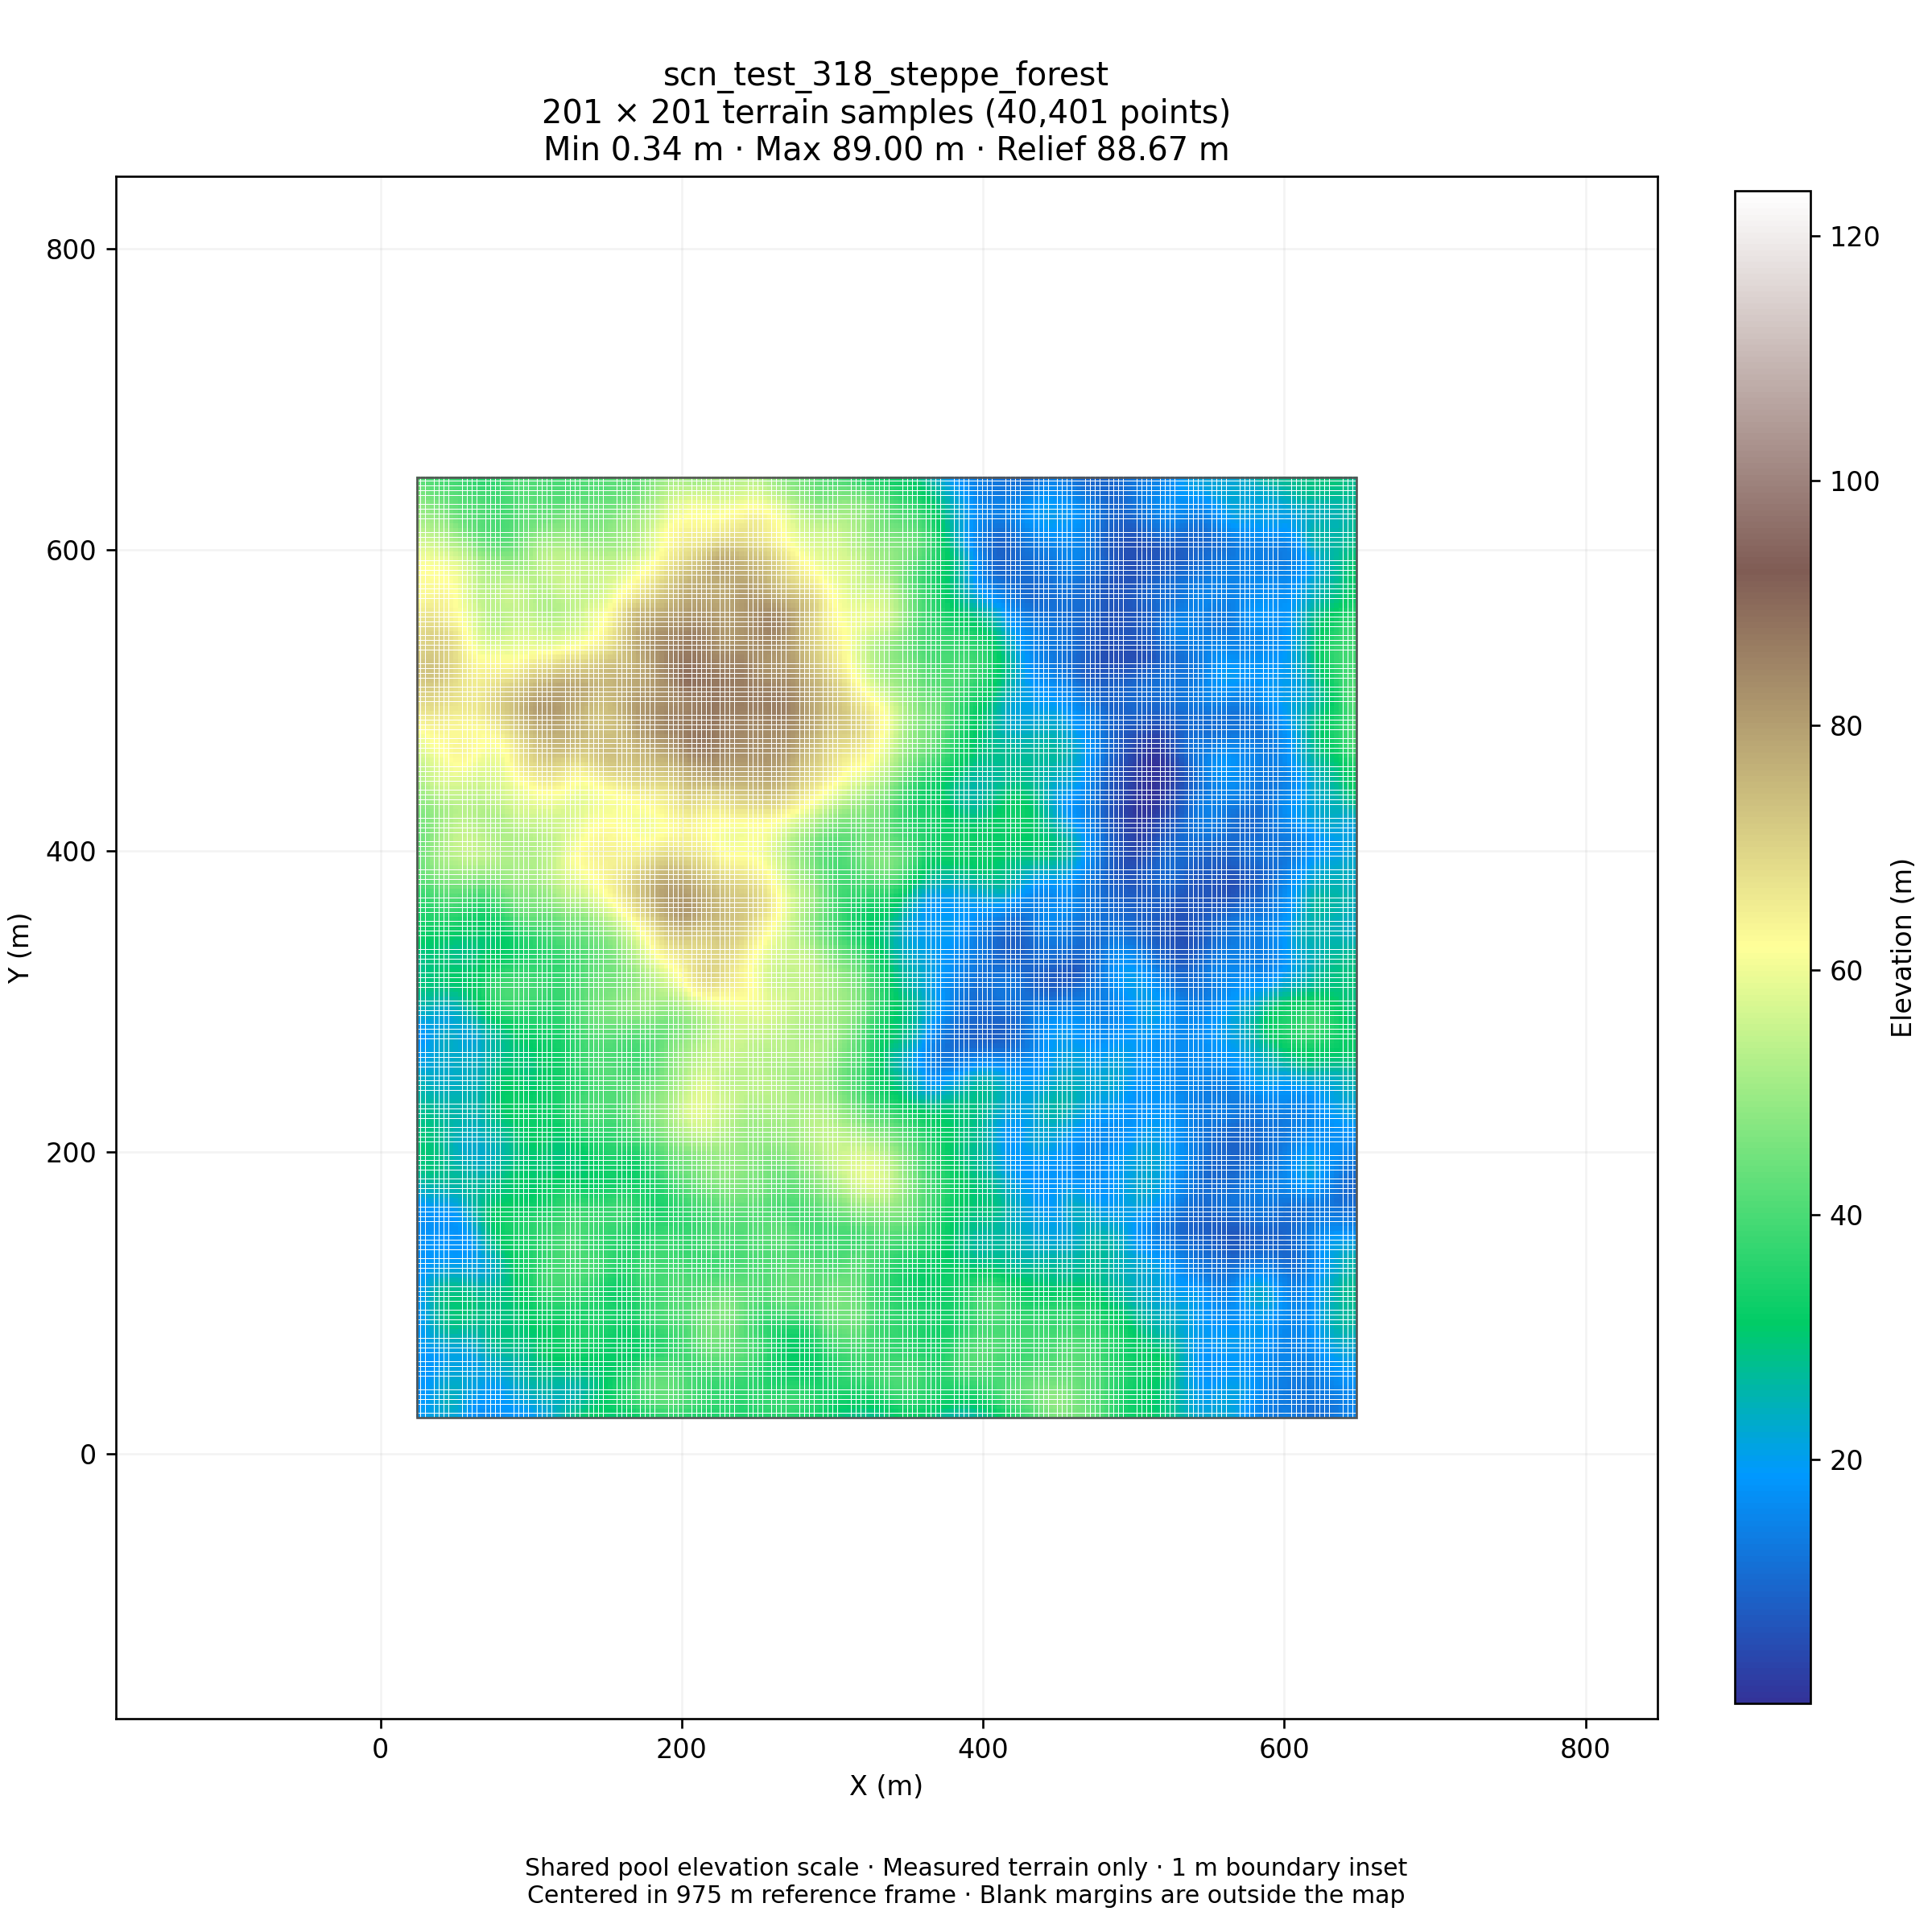 scn_test_318_steppe_forest
201 × 201 terrain samples (40,401 points)
Min 0.34 m · Max 89.00 m · Relief 88.67 m
800
600
400
200
0
Y (m)
0
200
400
600
800
X (m)
120
100
80
60
40
20
Elevation (m)
Shared pool elevation scale · Measured terrain only · 1 m boundary inset
Centered in 975 m reference frame · Blank margins are outside the map